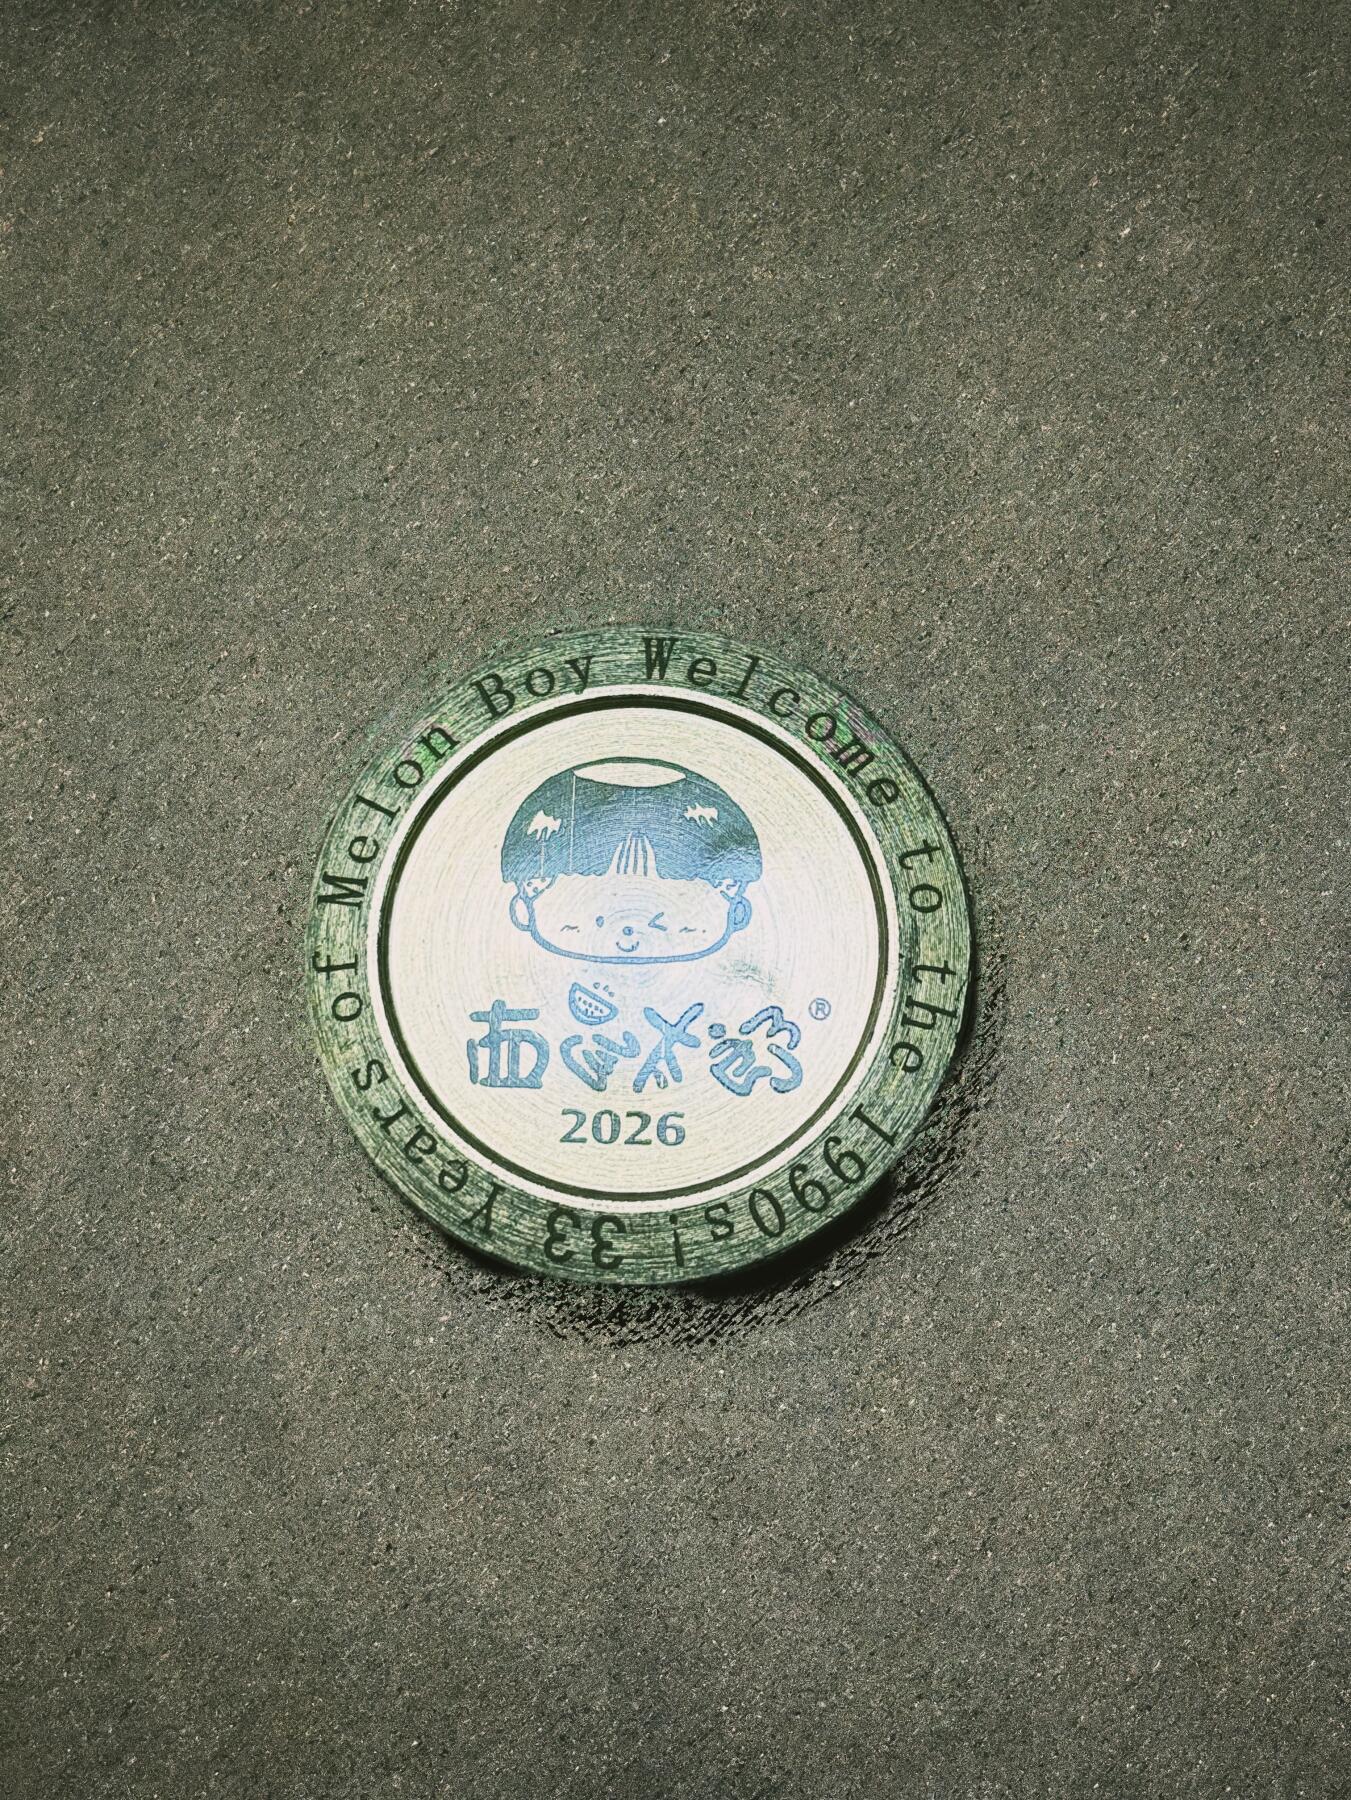 33 Years of Melon Boy Welcome to the 1990s!
西瓜太郎®
2026